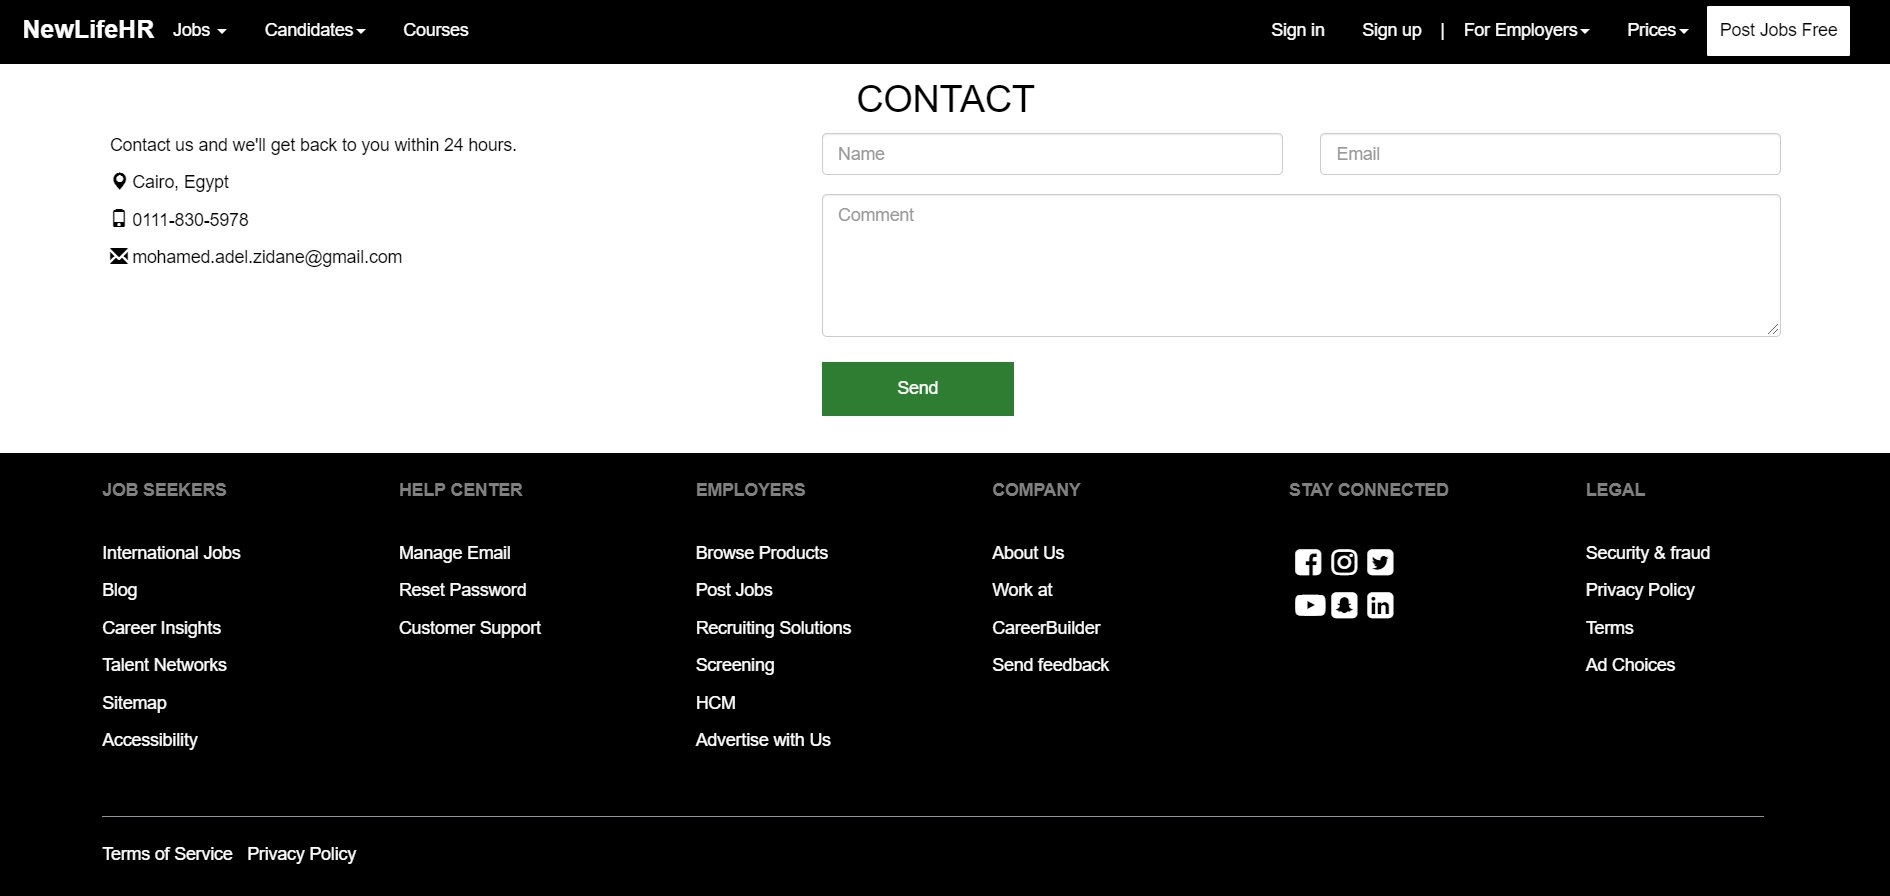 NewLifeHR Jobs Candidates Courses Sign in Sign up | For Employers Prices Post Jobs Free
CONTACT
Contact us and we'll get back to you within 24 hours.
Cairo, Egypt
0111-830-5978
mohamed.adel.zidane@gmail.com
Name Email
Comment
Send
JOB SEEKERS
International Jobs
Blog
Career Insights
Talent Networks
Sitemap
Accessibility
HELP CENTER
Manage Email
Reset Password
Customer Support
EMPLOYERS
Browse Products
Post Jobs
Recruiting Solutions
Screening
HCM
Advertise with Us
COMPANY
About Us
Work at
CareerBuilder
Send feedback
STAY CONNECTED
LEGAL
Security & fraud
Privacy Policy
Terms
Ad Choices
Terms of Service Privacy Policy